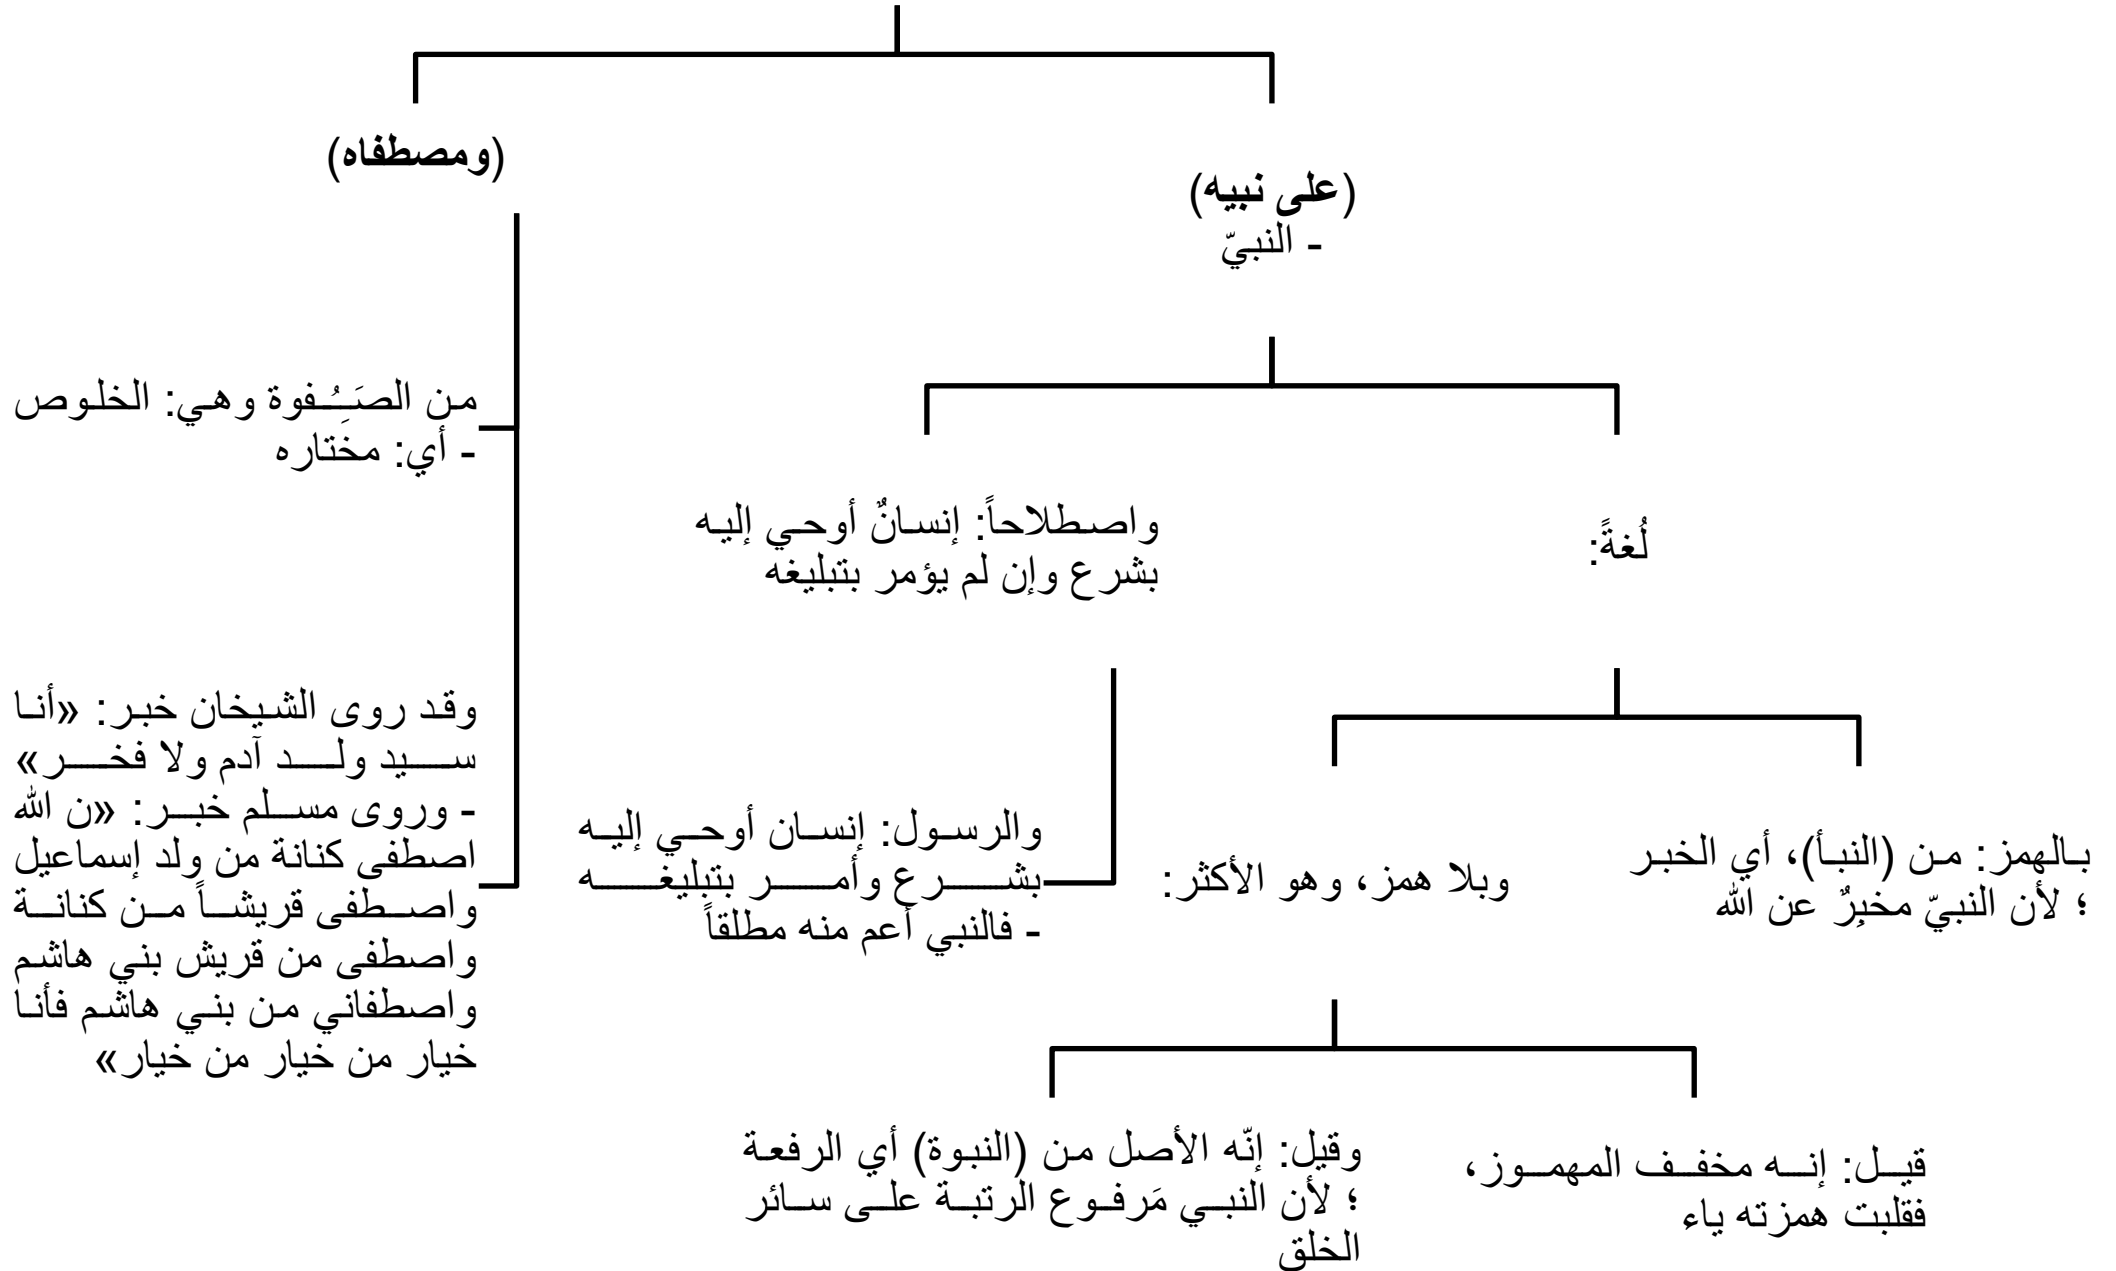 (على نبيه)
- النبيّ
لُغةً:
بالهمز: من (النبأ)، أي الخبر
؛ لأن النبيّ مخبِرٌ عن الله
وبلا همز، وهو الأكثر:
قيل: إنه مخفف المهموز،
فقلبت همزته ياء
وقيل: إنّه الأصل من (النبوة) أي الرفعة
؛ لأن النبي مَرفوع الرتبة على سائر
الخلق
واصطلاحاً: إنسانٌ أوحي إليه
بشرع وإن لم يؤمر بتبليغه
والرسول: إنسان أوحي إليه
بشرع وأمر بتبليغه
- فالنبي أعم منه مطلقاً
(ومصطفاه)
من الصَُِفوة وهي: الخلوص
- أي: مختاره
وقد روى الشيخان خبر: «أنا
سيد ولد آدم ولا فخر»
- وروى مسلم خبر: «ن الله
اصطفى كنانة من ولد إسماعيل
واصطفى قريشاً من كنانة
واصطفى من قريش بني هاشم
واصطفاني من بني هاشم فأنا
خيار من خيار من خيار»